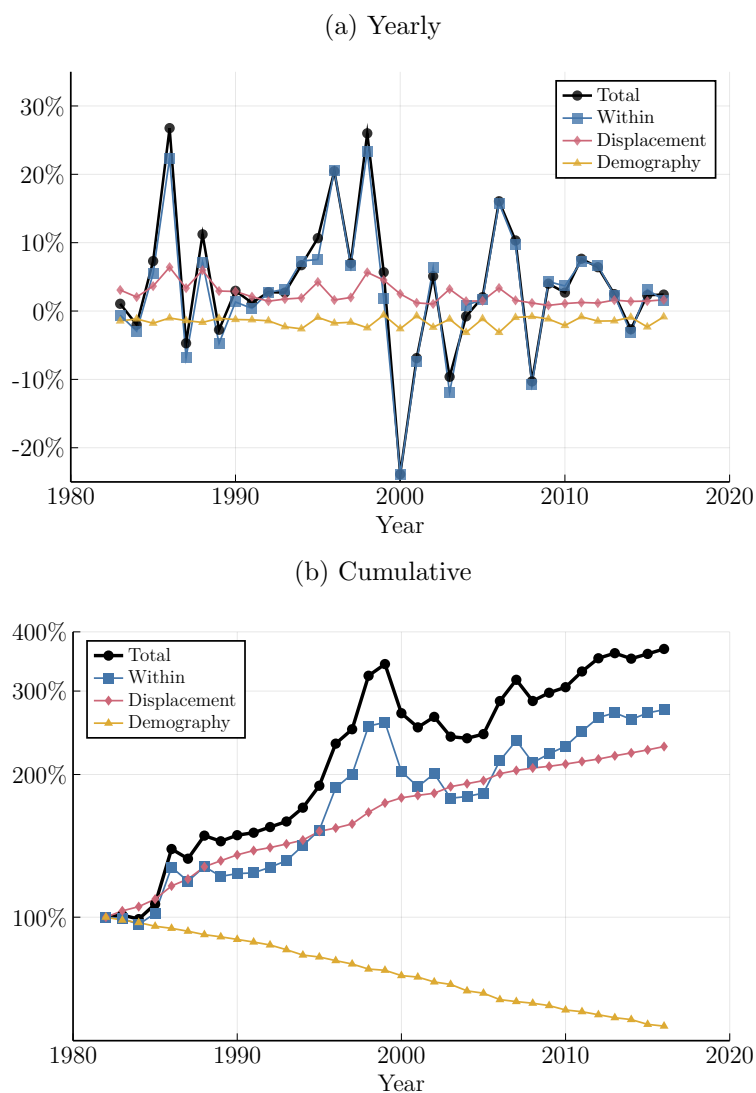 (a) Yearly
30%
20%
10%
0%
-10%
-20%
Total
Within
Displacement
Demography
1980 1990 2000 2010 2020
Year
(b) Cumulative
400%
300%
200%
100%
Total
Within
Displacement
Demography
1980 1990 2000 2010 2020
Year